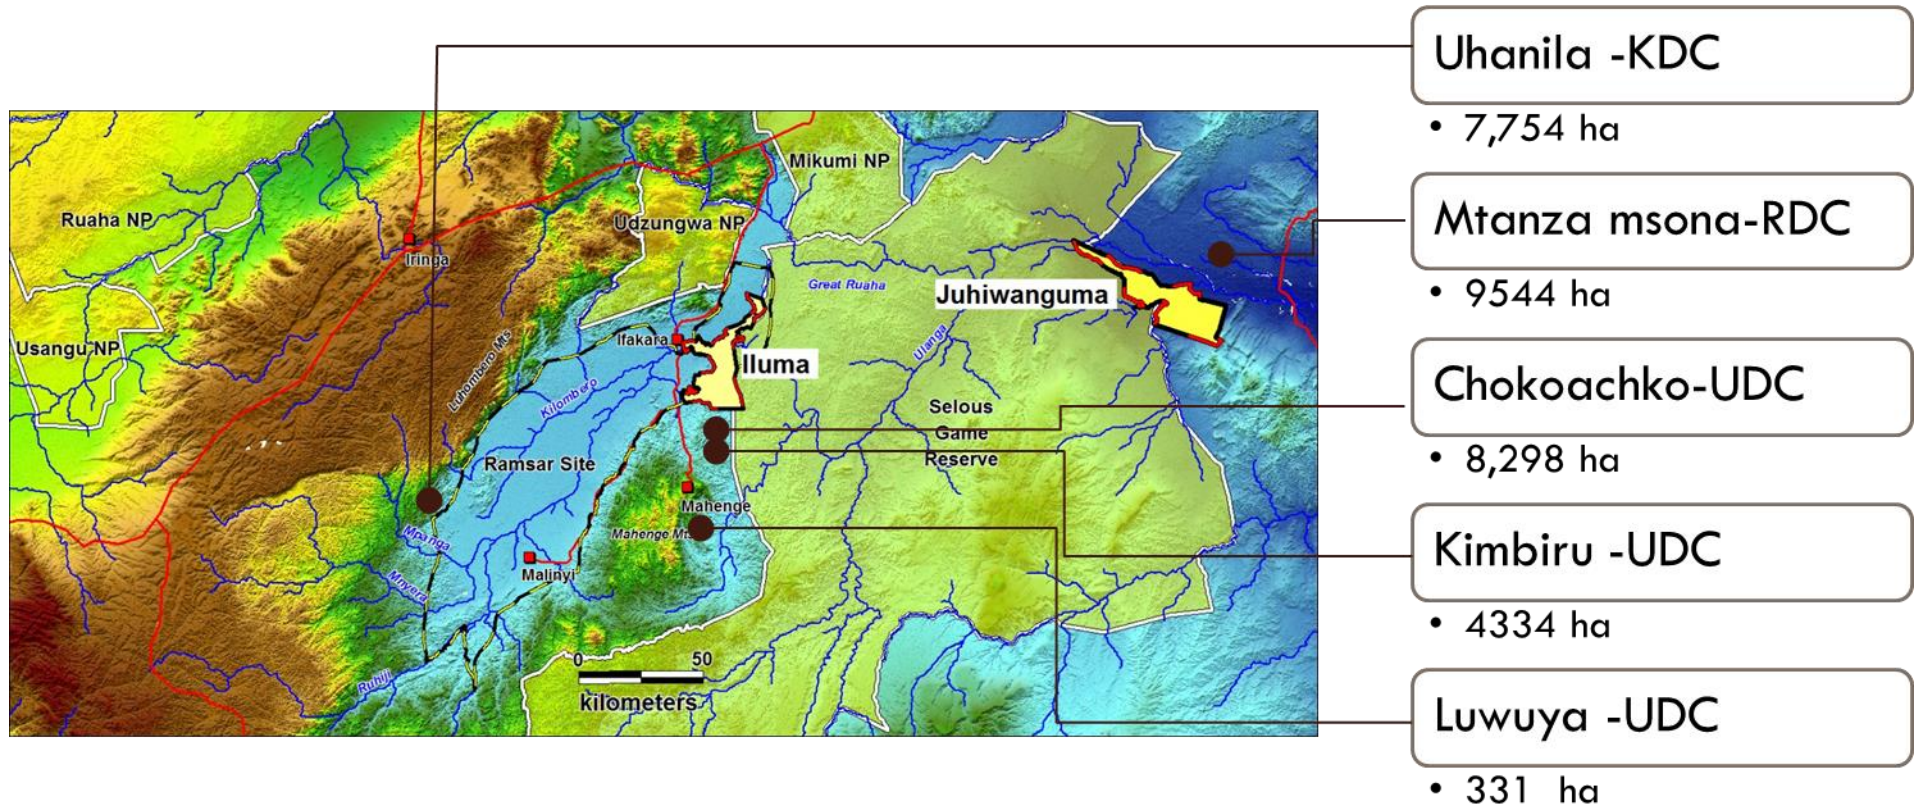 Uhanila -KDC
• 7,754 ha
Mtanza msona-RDC
• 9544 ha
Chokoachko-UDC
• 8,298 ha
Kimbiru -UDC
• 4334 ha
Luwuya -UDC
• 331 ha
Mikumi NP
Ruaha NP
Udzungwa NP
Iringa
Great Ruaha
Juhiwanguma
Usangu NP
Ifakara
Ulanga
Luhombero Mts
Iluma
Kilombero
Selous
Game
Reserve
Ramsar Site
Mahenge
Mahenge Mts
Mpanga
Malinyi
Mnyera
Ruhiji
0 50
kilometers